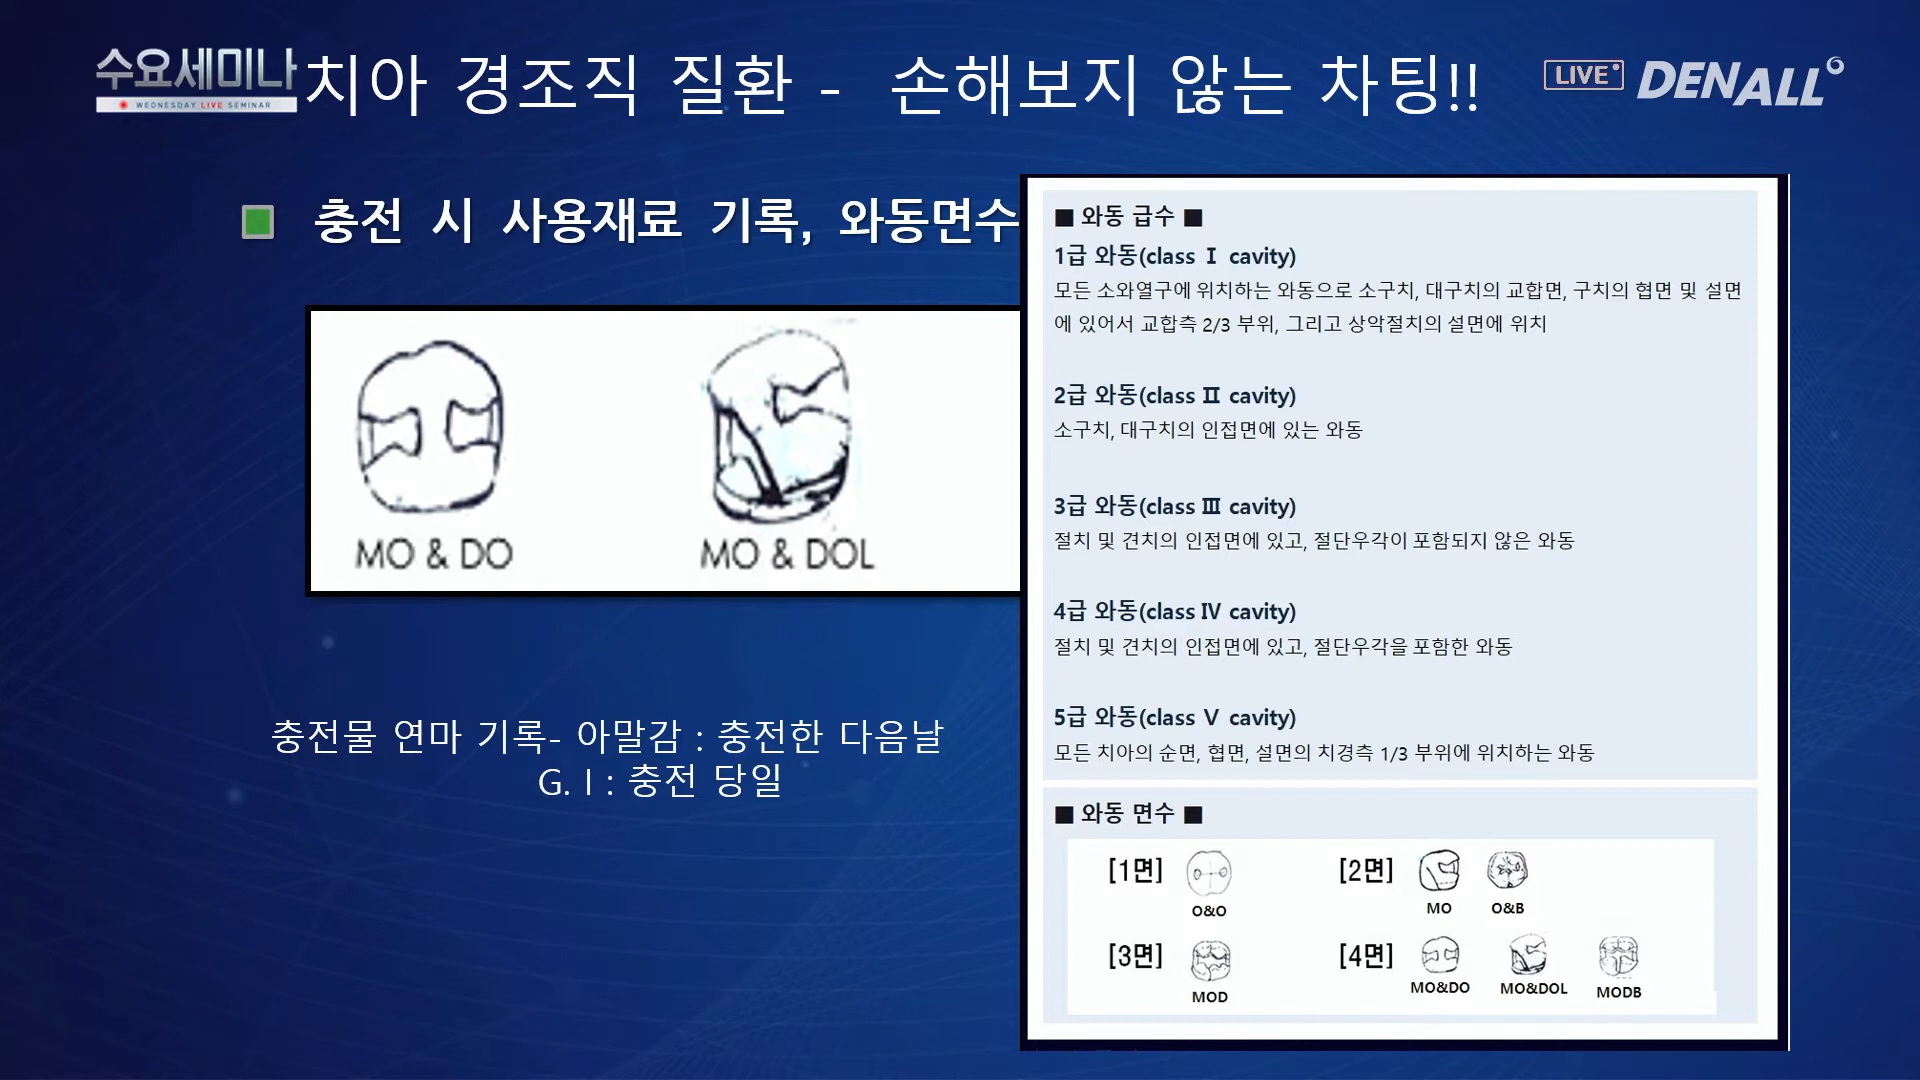 수요세미나
WEDNESDAY LIVE SEMINAR
치아 경조직 질환 - 손해보지 않는 차팅!!
LIVE
DENALL
충전 시 사용재료 기록, 와동면수
MO & DO
MO & DOL
충전물 연마 기록- 아말감 : 충전한 다음날
G. I : 충전 당일
■ 와동 급수 ■
1급 와동(class Ⅰ cavity)
모든 소와열구에 위치하는 와동으로 소구치, 대구치의 교합면, 구치의 협면 및 설면
에 있어서 교합측 2/3 부위, 그리고 상악절치의 설면에 위치
2급 와동(class Ⅱ cavity)
소구치, 대구치의 인접면에 있는 와동
3급 와동(class Ⅲ cavity)
절치 및 견치의 인접면에 있고, 절단우각이 포함되지 않은 와동
4급 와동(class Ⅳ cavity)
절치 및 견치의 인접면에 있고, 절단우각을 포함한 와동
5급 와동(class Ⅴ cavity)
모든 치아의 순면, 협면, 설면의 치경측 1/3 부위에 위치하는 와동
■ 와동 면수 ■
[1면]
O&O
[2면]
MO
O&B
[3면]
MOD
[4면]
MO&DO
MO&DOL
MODB